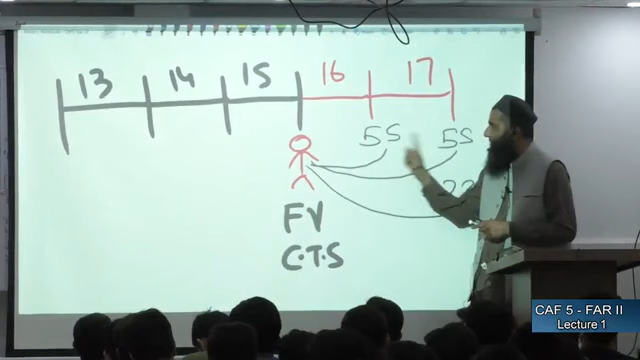 13 14 15 16 17
55 55
FV
C.T.S
CAF 5 - FAR II
Lecture 1